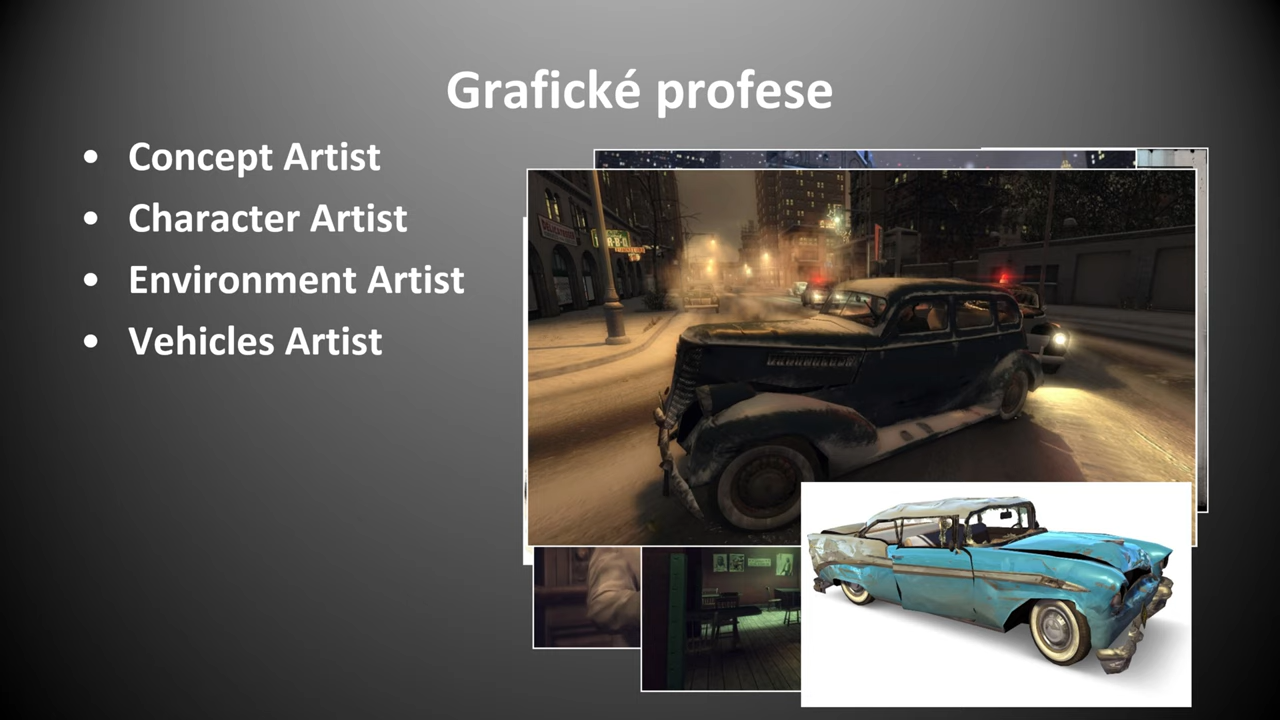 Grafické profese
• Concept Artist
• Character Artist
• Environment Artist
• Vehicles Artist